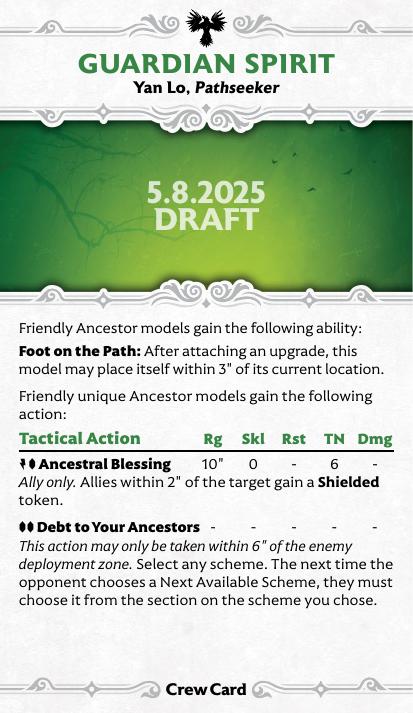 GUARDIAN SPIRIT
Yan Lo, Pathseeker
5.8.2025
DRAFT
Friendly Ancestor models gain the following ability:
Foot on the Path: After attaching an upgrade, this
model may place itself within 3" of its current location.
Friendly unique Ancestor models gain the following
action:
Tactical Action Rg Skl Rst TN Dmg
Ancestral Blessing 10" 0 - 6 -
Ally only. Allies within 2" of the target gain a Shielded
token.
Debt to Your Ancestors - - - - -
This action may only be taken within 6" of the enemy
deployment zone. Select any scheme. The next time the
opponent chooses a Next Available Scheme, they must
choose it from the section on the scheme you chose.
Crew Card